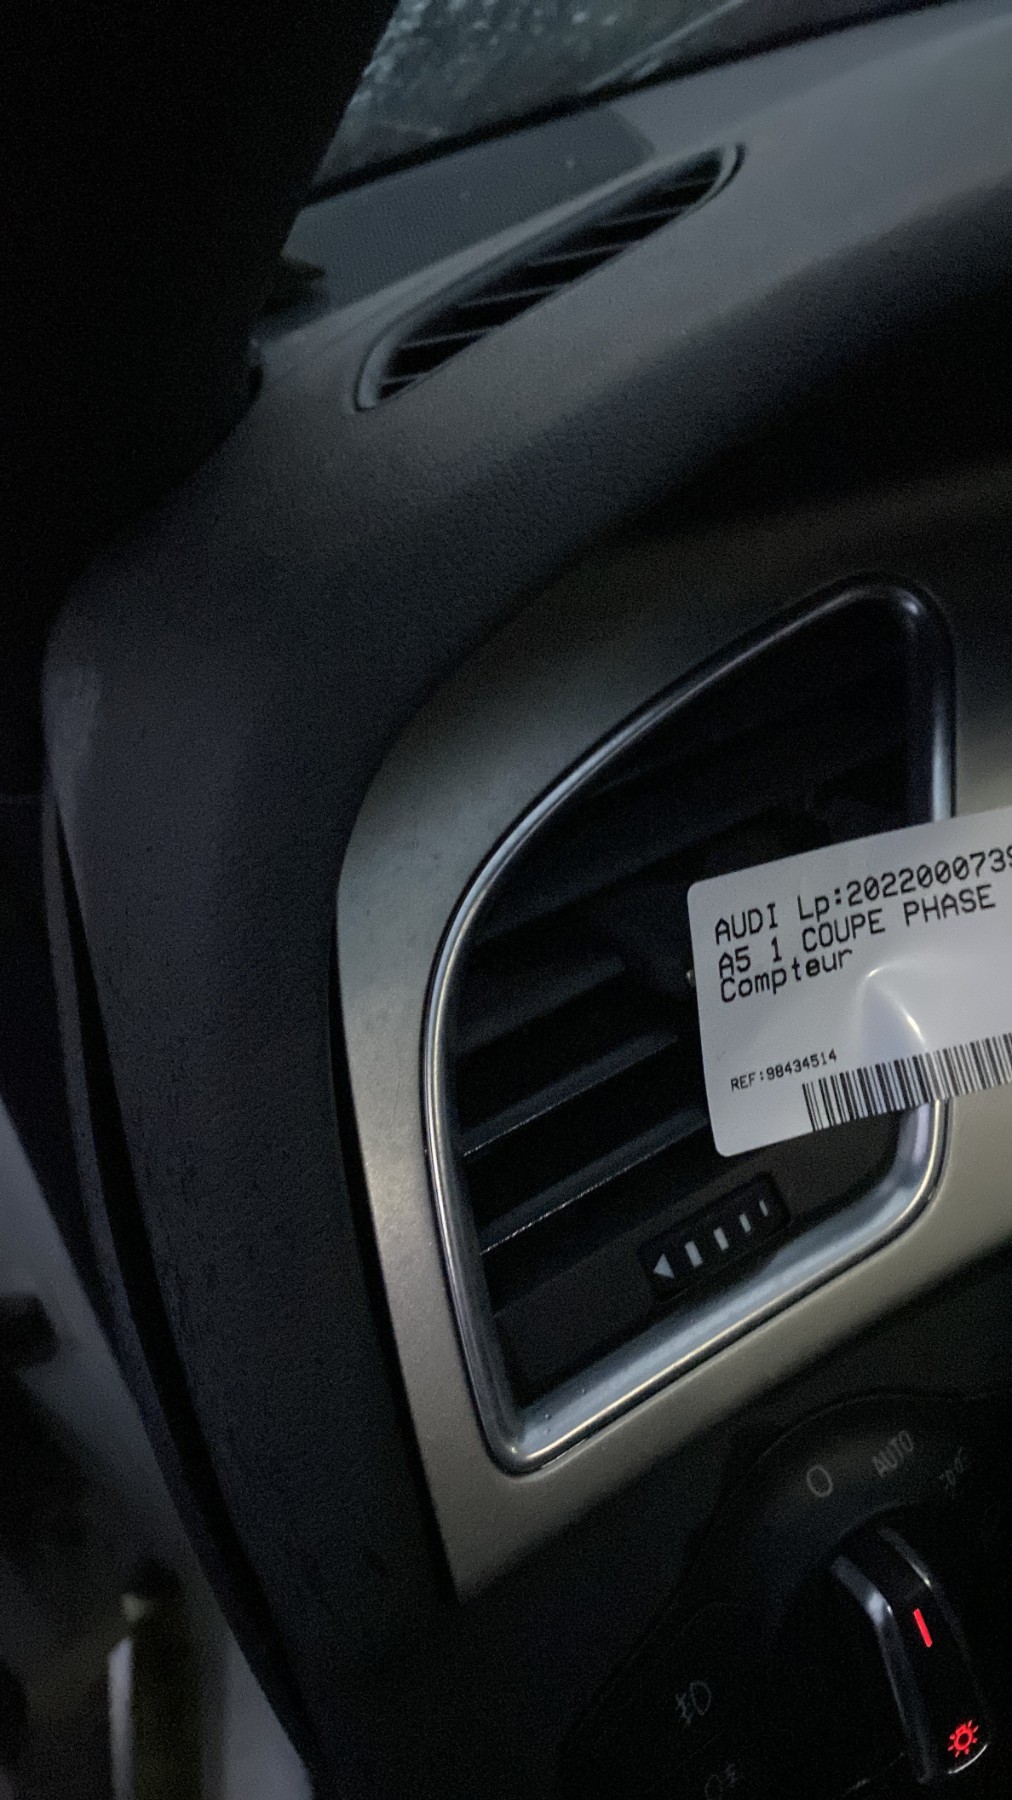 AUDI Lp:202200073
A5 1 COUPE PHASE
Compteur
REF:98434514
O AUTO